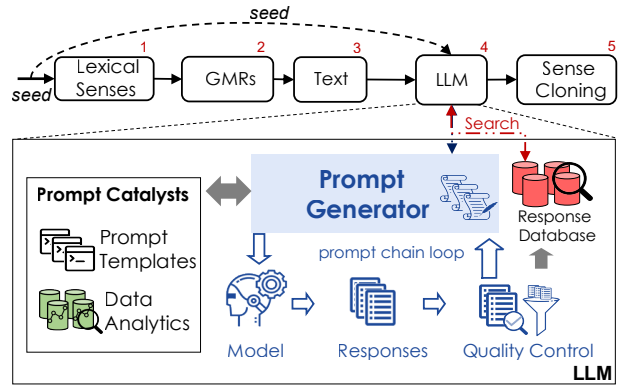 seed
seed
1
Lexical
Senses
2
GMRs
3
Text
4
LLM
5
Sense
Cloning
Search
Prompt Catalysts
Prompt
Templates
Data
Analytics
Prompt
Generator
Response
Database
prompt chain loop
Model
Responses
Quality Control
LLM